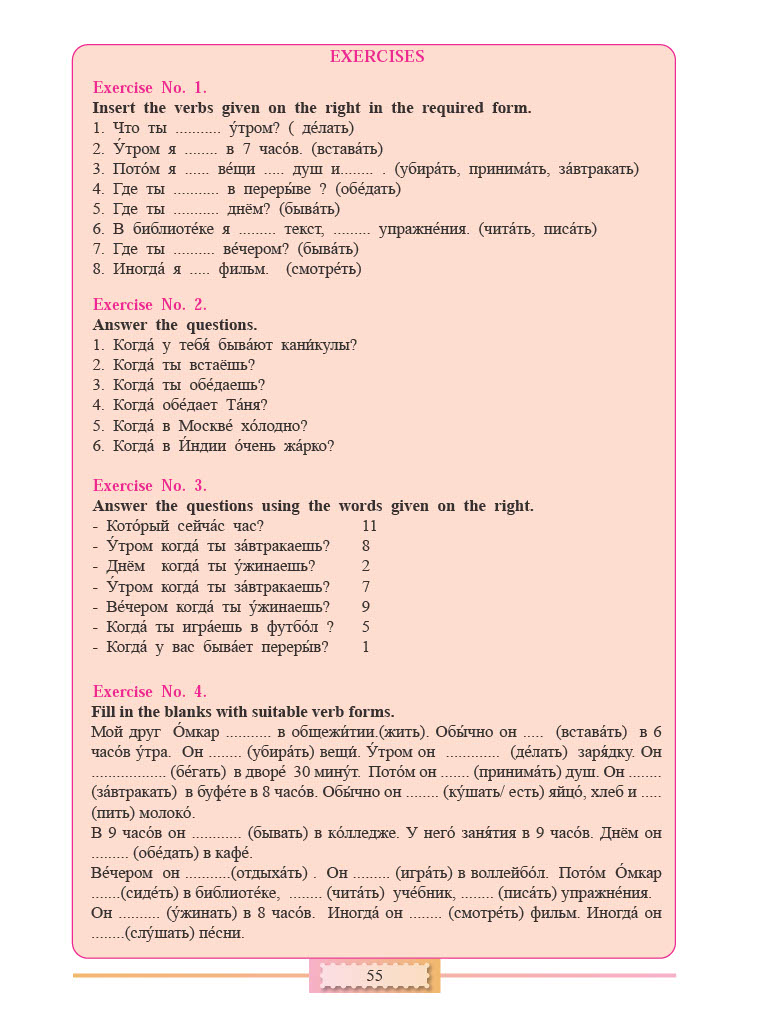 EXERCISES
Exercise No. 1.
Insert the verbs given on the right in the required form.
1. Что ты ........... у́тром? ( де́лать)
2. У́тром я ........ в 7 часо́в. (встава́ть)
3. Пото́м я ...... ве́щи ..... душ и........ . (убира́ть, принима́ть, за́втракать)
4. Где ты ........... в переры́ве ? (обе́дать)
5. Где ты ........... днём? (быва́ть)
6. В библиоте́ке я ......... текст, ......... упражне́ния. (чита́ть, писа́ть)
7. Где ты .......... ве́чером? (быва́ть)
8. Иногда́ я ..... фильм. (смотре́ть)
Exercise No. 2.
Answer the questions.
1. Когда́ у тебя́ быва́ют кани́кулы?
2. Когда́ ты встаёшь?
3. Когда́ ты обе́даешь?
4. Когда́ обе́дает Та́ня?
5. Когда́ в Москве́ хо́лодно?
6. Когда́ в И́ндии о́чень жа́рко?
Exercise No. 3.
Answer the questions using the words given on the right.
- Кото́рый сейча́с час? 11
- У́тром когда́ ты за́втракаешь? 8
- Днём когда́ ты у́жинаешь? 2
- У́тром когда́ ты за́втракаешь? 7
- Ве́чером когда́ ты у́жинаешь? 9
- Когда́ ты игра́ешь в футбо́л ? 5
- Когда́ у вас быва́ет переры́в? 1
Exercise No. 4.
Fill in the blanks with suitable verb forms.
Мой друг О́мкар ........... в общежи́тии.(жить). Обы́чно он ..... (встава́ть) в 6
часо́в у́тра. Он ........ (убира́ть) вещи́. У́тром он ............. (де́лать) заря́дку. Он
.................. (бе́гать) в дворе́ 30 мину́т. Пото́м он ....... (принима́ть) душ. Он ........
(за́втракать) в буфе́те в 8 часо́в. Обы́чно он ........ (ку́шать/ есть) яйцо́, хлеб и .....
(пить) молоко́.
В 9 часо́в он ............ (бывать) в ко́лледже. У него́ заня́тия в 9 часо́в. Днём он
......... (обе́дать) в кафе́.
Ве́чером он ...........(отдыха́ть) . Он ......... (игра́ть) в воллейбо́л. Пото́м О́мкар
.......(сиде́ть) в библиоте́ке, ........ (чита́ть) уче́бник, ........ (писа́ть) упражне́ния.
Он .......... (у́жинать) в 8 часо́в. Иногда́ он ........ (смотре́ть) фильм. Иногда́ он
........(слу́шать) пе́сни.
55